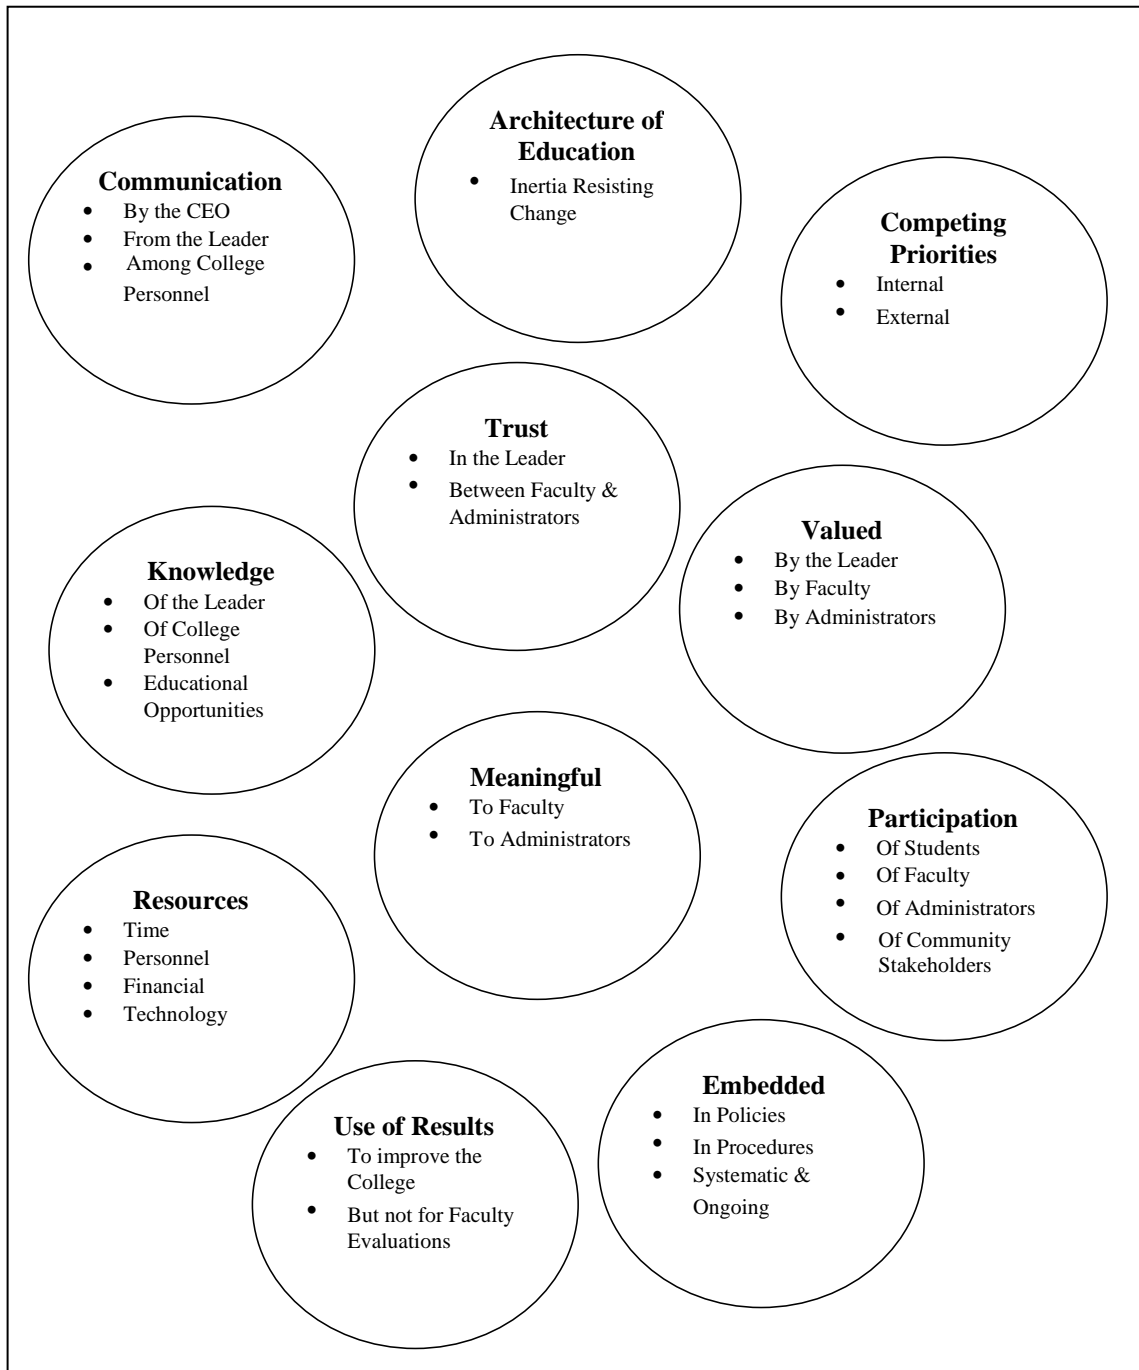 Architecture of
Education
• Inertia Resisting
Change
Communication
• By the CEO
• From the Leader
• Among College
Personnel
Competing
Priorities
• Internal
• External
Trust
• In the Leader
• Between Faculty &
Administrators
Valued
• By the Leader
• By Faculty
• By Administrators
Knowledge
• Of the Leader
• Of College
Personnel
• Educational
Opportunities
Meaningful
• To Faculty
• To Administrators
Participation
• Of Students
• Of Faculty
• Of Administrators
• Of Community
Stakeholders
Resources
• Time
• Personnel
• Financial
• Technology
Embedded
• In Policies
• In Procedures
• Systematic &
Ongoing
Use of Results
• To improve the
College
• But not for Faculty
Evaluations